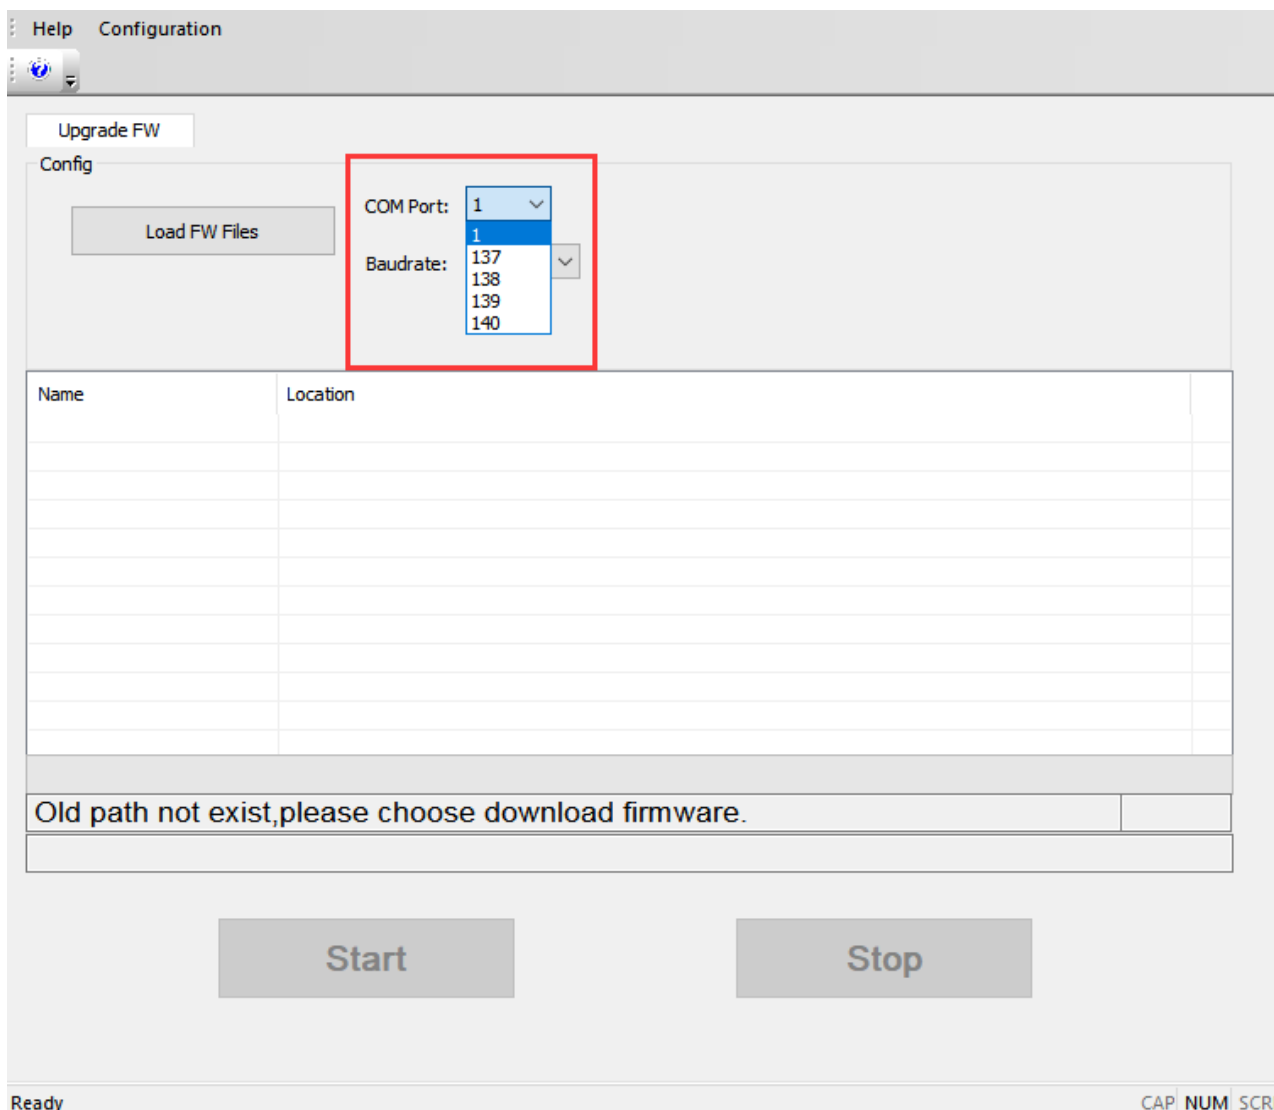 Help Configuration
Upgrade FW
Config
Load FW Files
COM Port: 1
1
Baudrate:
137
138
139
140
Name Location
Old path not exist,please choose download firmware.
Start Stop
Ready CAP NUM SCR